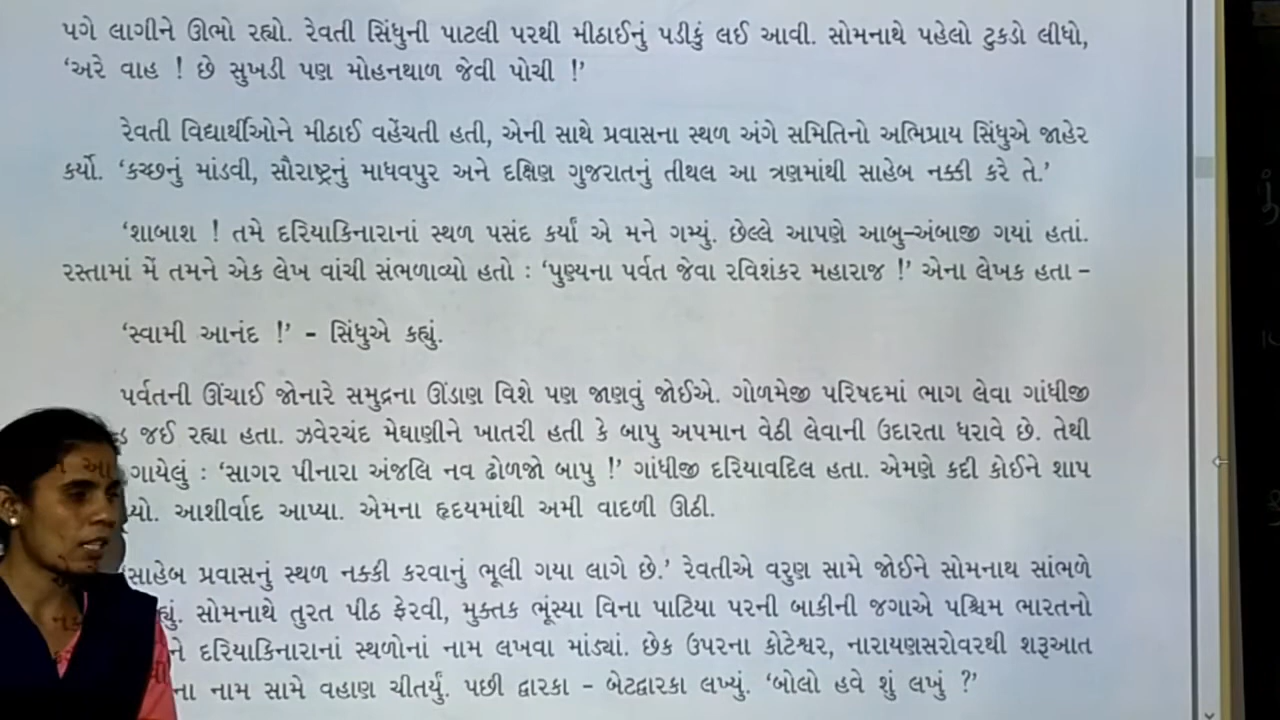 પગે લાગીને ઊભો રહ્યો. રેવતી સિંધુની પાટલી પરથી મીઠાઈનું પડીકું લઈ આવી. સોમનાથે પહેલો ટુકડો લીધો,
‘અરે વાહ ! છે સુખડી પણ મોહનથાળ જેવી પોચી !’
રેવતી વિદ્યાર્થીઓને મીઠાઈ વહેંચતી હતી, એની સાથે પ્રવાસના સ્થળ અંગે સમિતિનો અભિપ્રાય સિંધુએ જાહેર
કર્યો. ‘કચ્છનું માંડવી, સૌરાષ્ટ્રનું માધવપુર અને દક્ષિણ ગુજરાતનું તીથલ આ ત્રણમાંથી સાહેબ નક્કી કરે તે.’
‘શાબાશ ! તમે દરિયાકિનારાનાં સ્થળ પસંદ કર્યાં એ મને ગમ્યું. છેલ્લે આપણે આબુ-અંબાજી ગયાં હતાં.
રસ્તામાં મેં તમને એક લેખ વાંચી સંભળાવ્યો હતો : ‘પુણ્યના પર્વત જેવા રવિશંકર મહારાજ !’ એના લેખક હતા –
‘સ્વામી આનંદ !’ – સિંધુએ કહ્યું.
પર્વતની ઊંચાઈ જોનારે સમુદ્રના ઊંડાણ વિશે પણ જાણવું જોઈએ. ગોળમેજી પરિષદમાં ભાગ લેવા ગાંધીજી
જઈ રહ્યા હતા. ઝવેરચંદ મેઘાણીને ખાતરી હતી કે બાપુ અપમાન વેઠી લેવાની ઉદારતા ધરાવે છે. તેથી
ગાયેલું : ‘સાગર પીનારા અંજલિ નવ ઢોળજો બાપુ !’ ગાંધીજી દરિયાવદિલ હતા. એમણે કદી કોઈને શાપ
આશીર્વાદ આપ્યા. એમના હૃદયમાંથી અમી વાદળી ઊઠી.
‘સાહેબ પ્રવાસનું સ્થળ નક્કી કરવાનું ભૂલી ગયા લાગે છે.’ રેવતીએ વરુણ સામે જોઈને સોમનાથ સાંભળે
સોમનાથે તુરત પીઠ ફેરવી, મુક્તક ભૂંસ્યા વિના પાટિયા પરની બાકીની જગાએ પશ્ચિમ ભારતનો
ને દરિયાકિનારાનાં સ્થળોનાં નામ લખવા માંડ્યાં. છેક ઉપરના કોટેશ્વર, નારાયણસરોવરથી શરૂઆત
ના નામ સામે વહાણ ચીતર્યું. પછી દ્વારકા – બેટદ્વારકા લખ્યું. ‘બોલો હવે શું લખું ?’